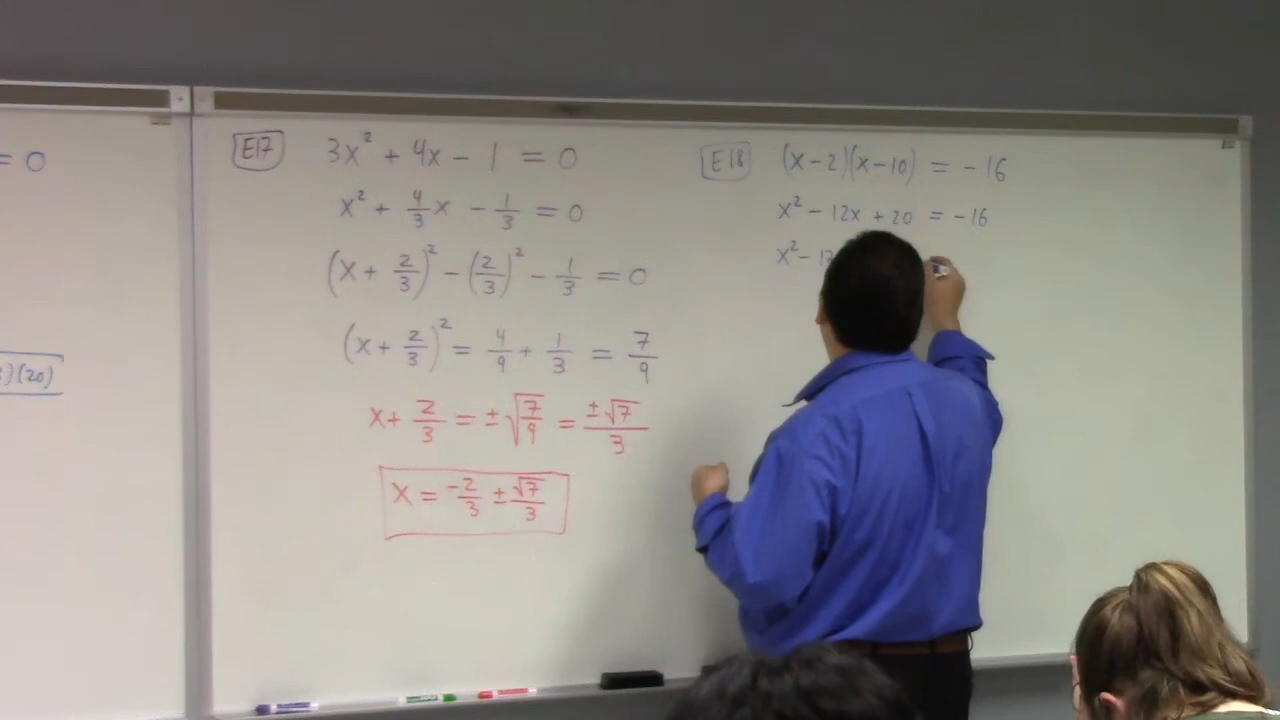 = 0
)(20)
E17 3x² + 4x - 1 = 0
x² + 4/3 x - 1/3 = 0
(x + 2/3)² - (2/3)² - 1/3 = 0
(x + 2/3)² = 4/9 + 1/3 = 7/9
x + 2/3 = ± √7/9 = ±√7/3
x = -2/3 ± √7/3
E18 (x - 2)(x - 10) = - 16
x² - 12x + 20 = -16
x² - 12